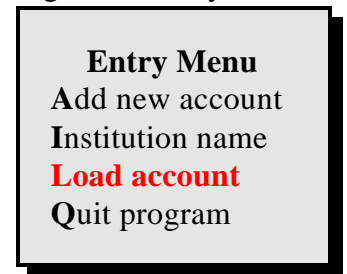 Entry Menu
Add new account
Institution name
Load account
Quit program